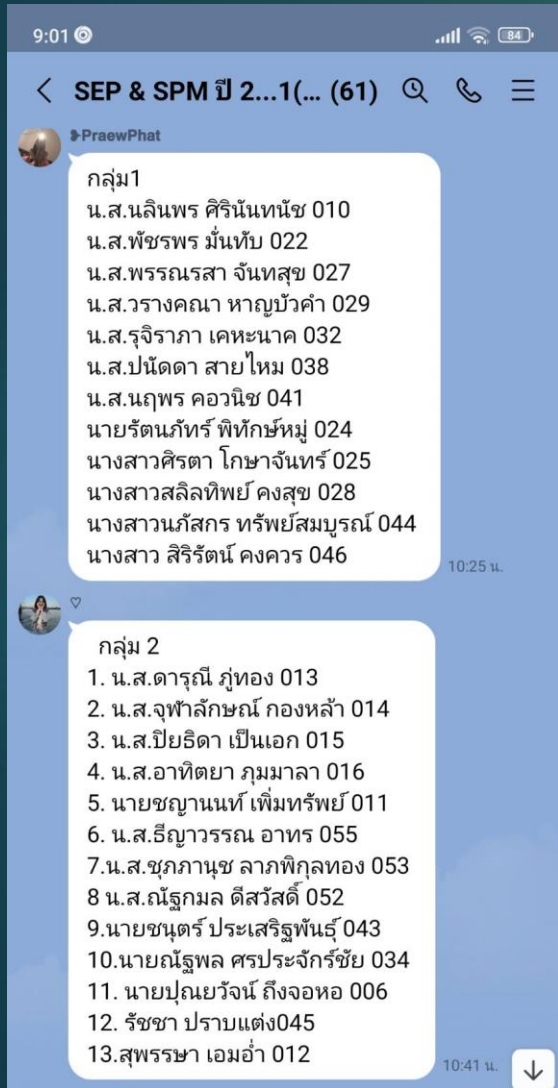 9:01
84
SEP & SPM ปี 2...1(... (61)
❥PraewPhat
กลุ่ม1
น.ส.นลินพร ศิรินันทนัช 010
น.ส.พัชรพร มั่นทับ 022
น.ส.พรรณรสา จันทสุข 027
น.ส.วรางคณา หาญบัวคำ 029
น.ส.รุจิราภา เคหะนาค 032
น.ส.ปนัดดา สายไหม 038
น.ส.นฤพร คอวนิช 041
นายรัตนภัทร์ พิทักษ์หมู่ 024
นางสาวศิรตา โกษาจันทร์ 025
นางสาวสลิลทิพย์ คงสุข 028
นางสาวนภัสกร ทรัพย์สมบูรณ์ 044
นางสาว สิริรัตน์ คงควร 046
10:25 น.
♡
กลุ่ม 2
1. น.ส.ดารุณี ภู่ทอง 013
2. น.ส.จุฬาลักษณ์ กองหล้า 014
3. น.ส.ปิยธิดา เป็นเอก 015
4. น.ส.อาทิตยา ภุมมาลา 016
5. นายชญานนท์ เพิ่มทรัพย์ 011
6. น.ส.ธีญาวรรณ อาทร 055
7.น.ส.ชุภภานุช ลาภพิกุลทอง 053
8 น.ส.ณัฐกมล ดีสวัสดิ์ 052
9.นายชนุตร์ ประเสริฐพันธุ์ 043
10.นายณัฐพล ศรประจักร์ชัย 034
11. นายปุณยวัจน์ ถึงจอหอ 006
12. รัชชา ปราบแต่ง045
13.สุพรรษา เอมอ่ำ 012
10:41 น.